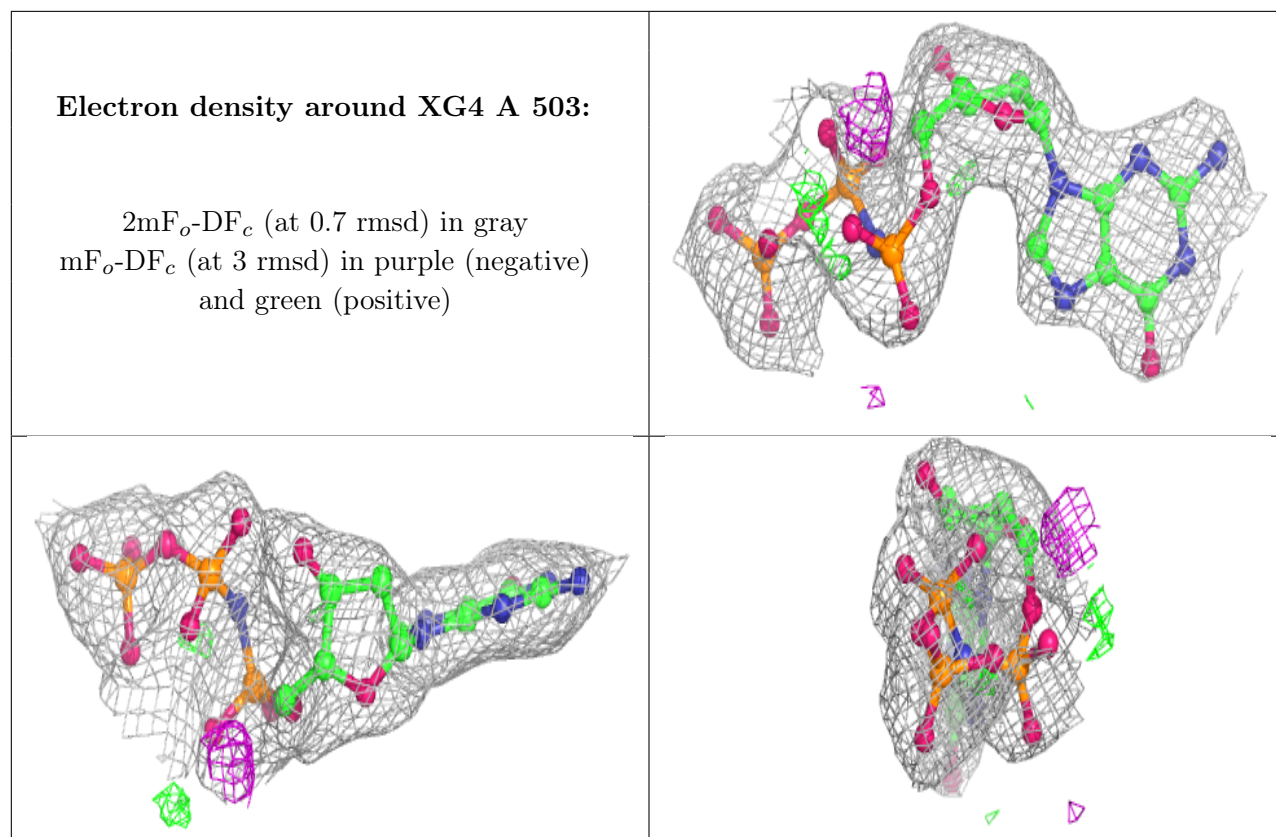 Electron density around XG4 A 503:
2mFₒ-DF𝒸 (at 0.7 rmsd) in gray
mFₒ-DF𝒸 (at 3 rmsd) in purple (negative)
and green (positive)